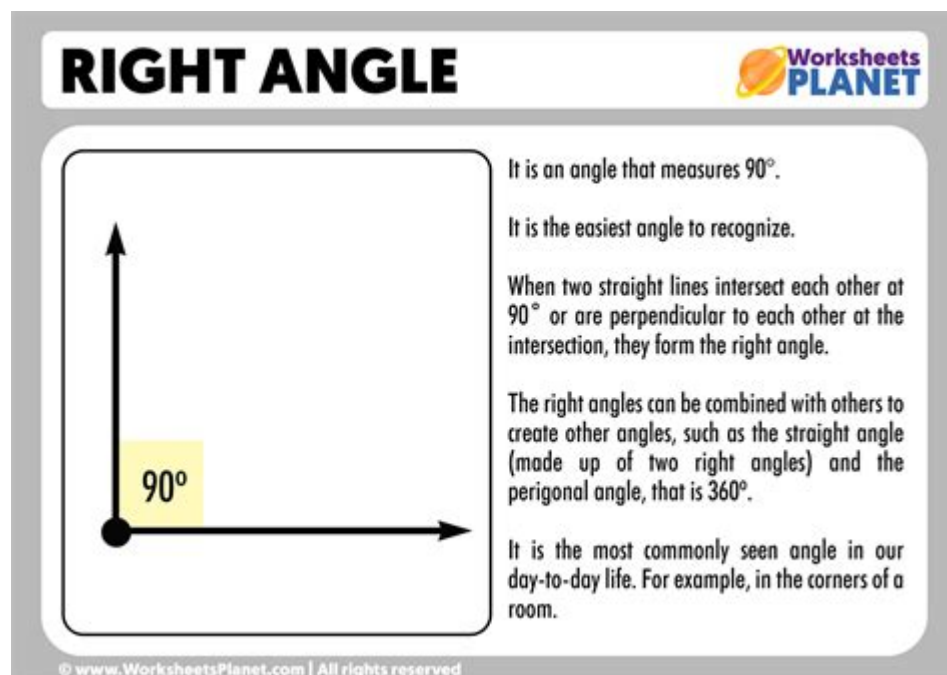 RIGHT ANGLE
Worksheets
PLANET
90º
It is an angle that measures 90°.
It is the easiest angle to recognize.
When two straight lines intersect each other at
90° or are perpendicular to each other at the
intersection, they form the right angle.
The right angles can be combined with others to
create other angles, such as the straight angle
(made up of two right angles) and the
perigonal angle, that is 360º.
It is the most commonly seen angle in our
day-to-day life. For example, in the corners of a
room.
© www.WorksheetsPlanet.com | All rights reserved